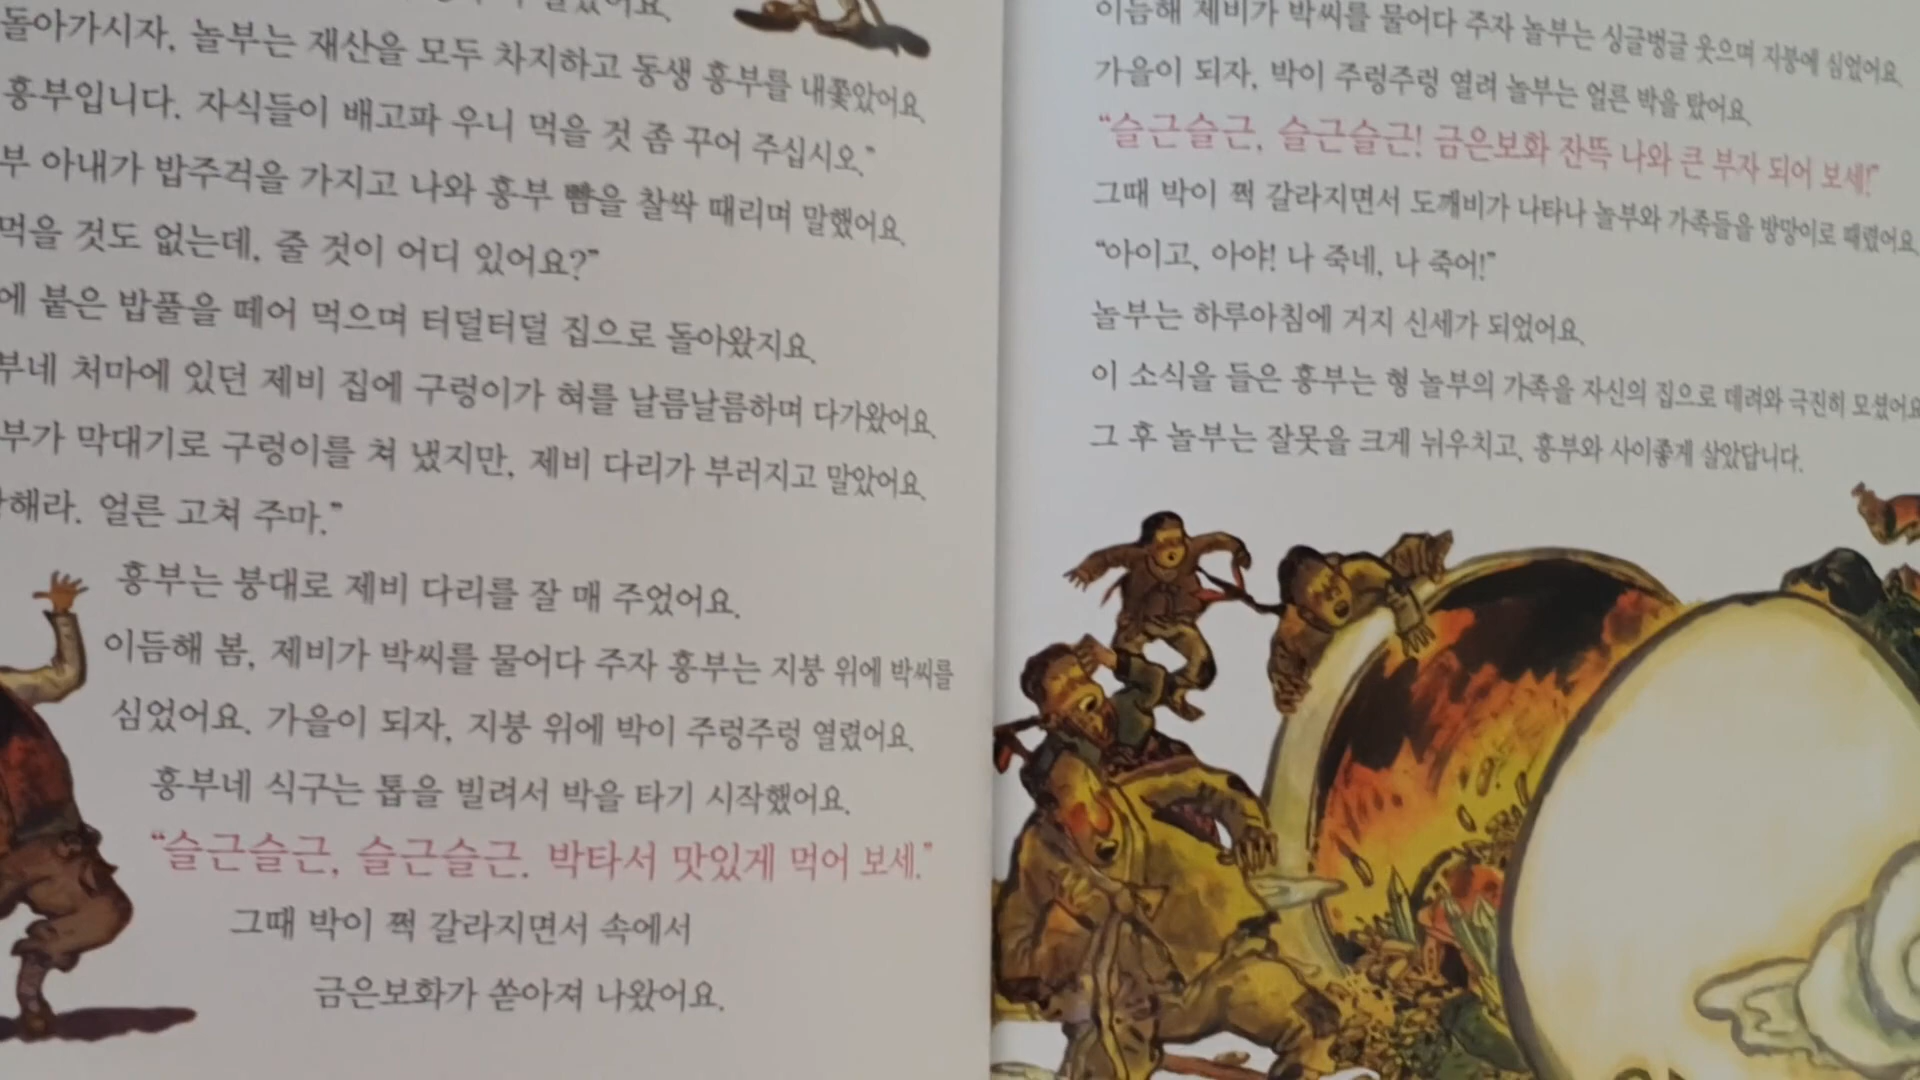 살았어요.
돌아가시자, 놀부는 재산을 모두 차지하고 동생 흥부를 내쫓았어요.
흥부입니다. 자식들이 배고파 우니 먹을 것 좀 꾸어 주십시오."
부 아내가 밥주걱을 가지고 나와 흥부 뺨을 찰싹 때리며 말했어요.
먹을 것도 없는데, 줄 것이 어디 있어요?"
에 붙은 밥풀을 떼어 먹으며 터덜터덜 집으로 돌아왔지요.
부네 처마에 있던 제비 집에 구렁이가 혀를 날름날름하며 다가왔어요.
부가 막대기로 구렁이를 쳐 냈지만, 제비 다리가 부러지고 말았어요.
해라. 얼른 고쳐 주마."
흥부는 붕대로 제비 다리를 잘 매 주었어요.
이듬해 봄, 제비가 박씨를 물어다 주자 흥부는 지붕 위에 박씨를
심었어요. 가을이 되자, 지붕 위에 박이 주렁주렁 열렸어요.
흥부네 식구는 톱을 빌려서 박을 타기 시작했어요.
"슬근슬근, 슬근슬근. 박타서 맛있게 먹어 보세."
그때 박이 쩍 갈라지면서 속에서
금은보화가 쏟아져 나왔어요.
이듬해 제비가 박씨를 물어다 주자 놀부는 싱글벙글 웃으며 지붕에 심었어요.
가을이 되자, 박이 주렁주렁 열려 놀부는 얼른 박을 탔어요.
"슬근슬근, 슬근슬근! 금은보화 잔뜩 나와 큰 부자 되어 보세!"
그때 박이 쩍 갈라지면서 도깨비가 나타나 놀부와 가족들을 방망이로 때렸어요.
"아이고, 아야! 나 죽네, 나 죽어!"
놀부는 하루아침에 거지 신세가 되었어요.
이 소식을 들은 흥부는 형 놀부의 가족을 자신의 집으로 데려와 극진히 모셨어요
그 후 놀부는 잘못을 크게 뉘우치고, 흥부와 사이좋게 살았답니다.